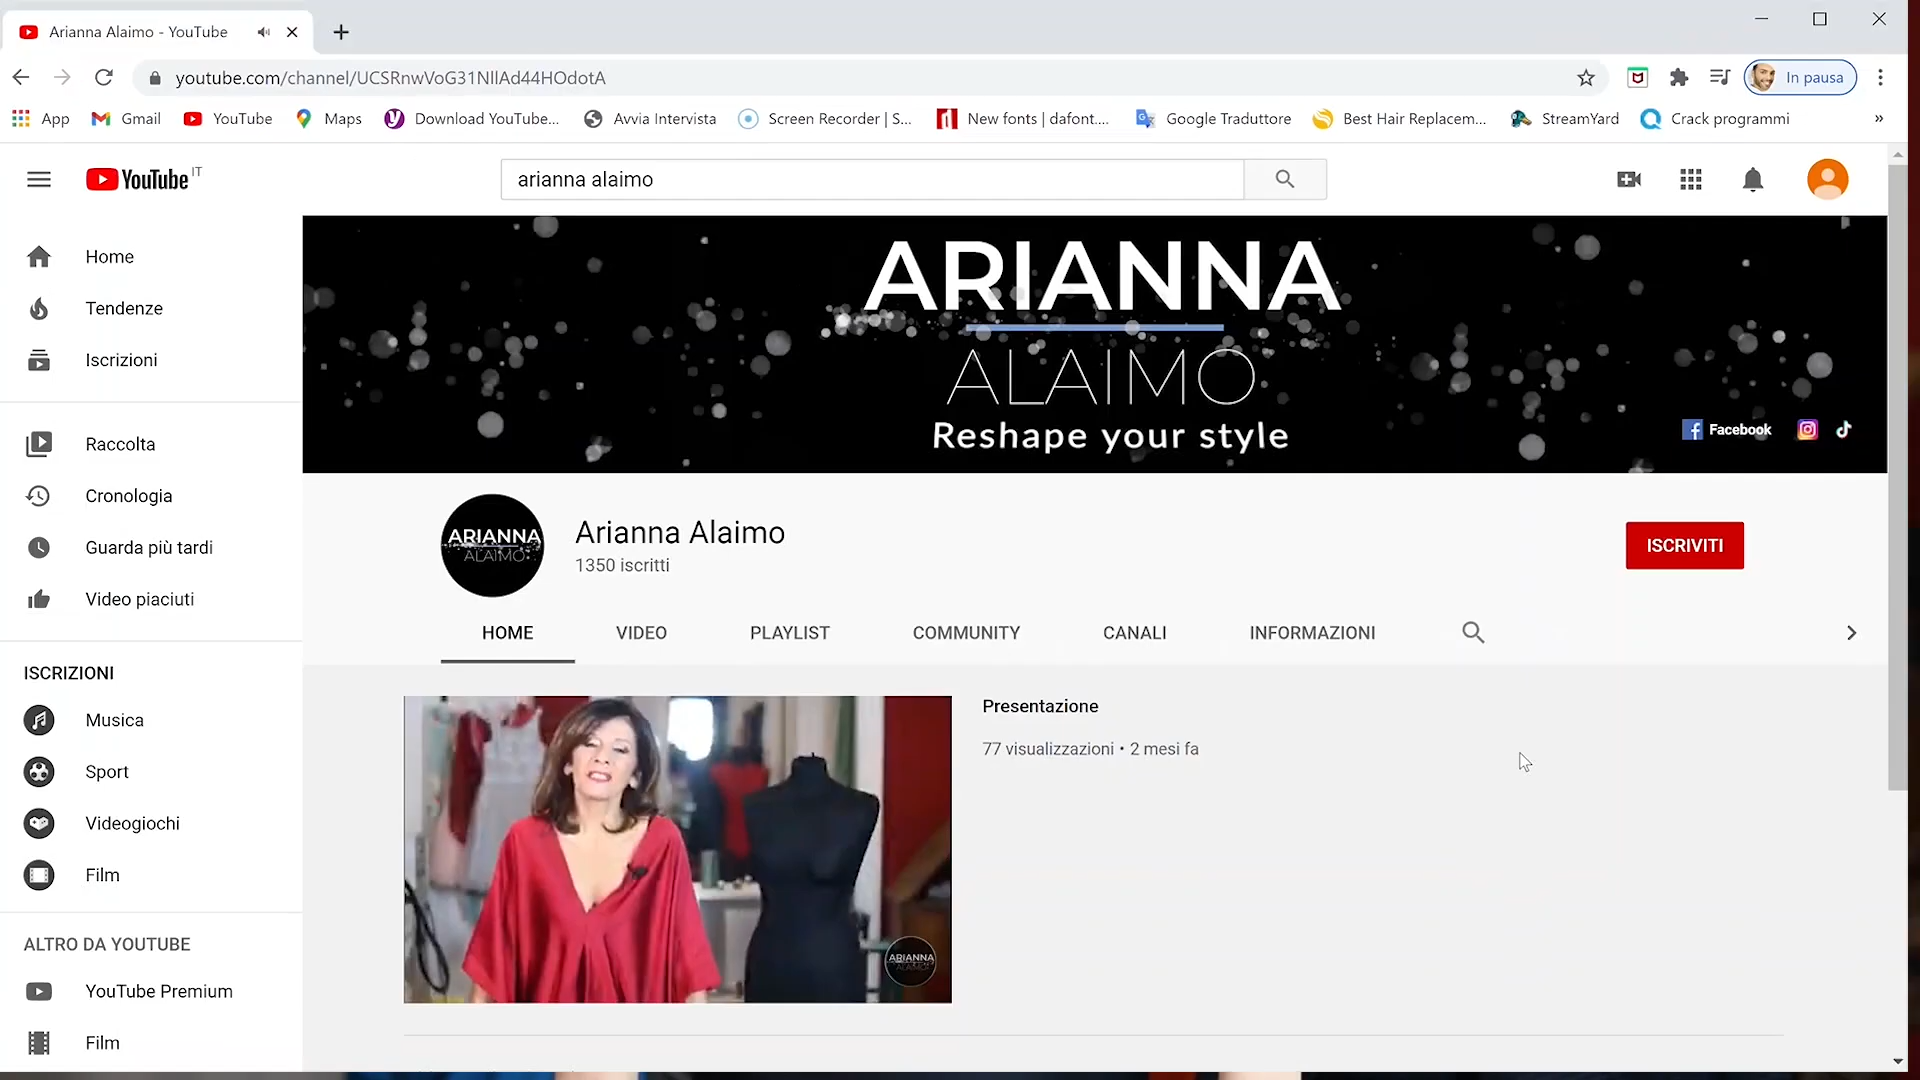 Arianna Alaimo - YouTube
youtube.com/channel/UCSRnwVoG31NllAd44HOdotA
In pausa
App
Gmail
YouTube
Maps
Download YouTube...
Avvia Intervista
Screen Recorder | S...
New fonts | dafont....
Google Traduttore
Best Hair Replacem...
StreamYard
Crack programmi
»
YouTube IT
arianna alaimo
Home
Tendenze
Iscrizioni
Raccolta
Cronologia
Guarda più tardi
Video piaciuti
ISCRIZIONI
Musica
Sport
Videogiochi
Film
ALTRO DA YOUTUBE
YouTube Premium
Film
ARIANNA
ALAIMO
Reshape your style
Facebook
ARIANNA
ALAIMO
Arianna Alaimo
1350 iscritti
ISCRIVITI
HOME
VIDEO
PLAYLIST
COMMUNITY
CANALI
INFORMAZIONI
Presentazione
77 visualizzazioni • 2 mesi fa
ARIANNA
ALAIMO